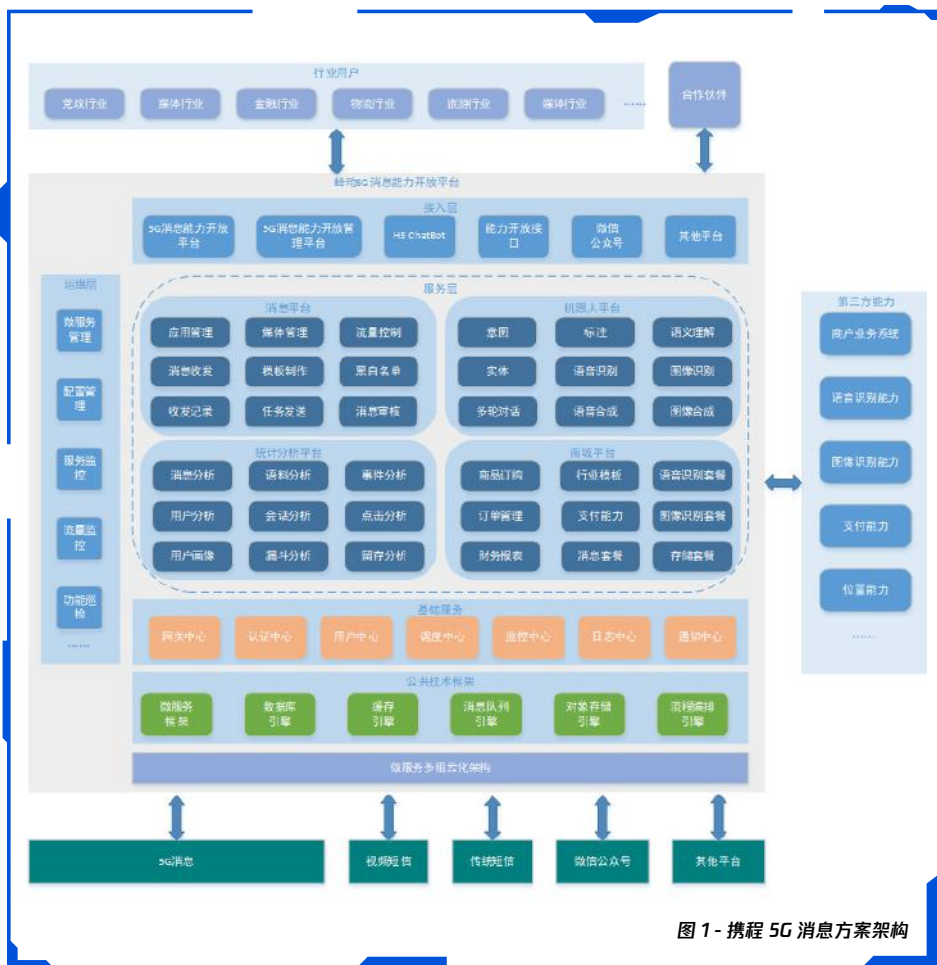 行业用户
党政行业 媒体行业 金融行业 物流行业 旅游行业 媒体行业 ……
合作伙伴
5G消息能力开放平台
接入层
5G消息能力开放
平台
5G消息能力开放管
理平台
H5 ChatBot
能力开放接
口
微信
公众号
其他平台
运维层
微服务
管理
配置管
理
服务监
控
流量监
控
功能巡
检
……
服务层
消息平台
应用管理 媒体管理 流量控制
消息收发 模板制作 黑白名单
收发记录 任务发送 消息审核
机器人平台
意图 标注 语义理解
实体 语音识别 图像识别
多轮对话 语音合成 图像合成
统计分析平台
消息分析 语料分析 事件分析
用户分析 会话分析 点击分析
用户画像 漏斗分析 留存分析
商城平台
商品订购 行业模板 语音识别套餐
订单管理 支付能力 图像识别套餐
财务报表 消息套餐 存储套餐
第三方能力
商户业务系统
语音识别能力
图像识别能力
支付能力
位置能力
……
基础服务
网关中心 认证中心 用户中心 调度中心 监控中心 日志中心 通知中心
公共技术框架
微服务
框架
数据库
引擎
缓存
引擎
消息队列
引擎
对象存储
引擎
流程编排
引擎
微服务多租云化架构
5G消息 视频短信 传统短信 微信公众号 其他平台
图 1 - 携程 5G 消息方案架构